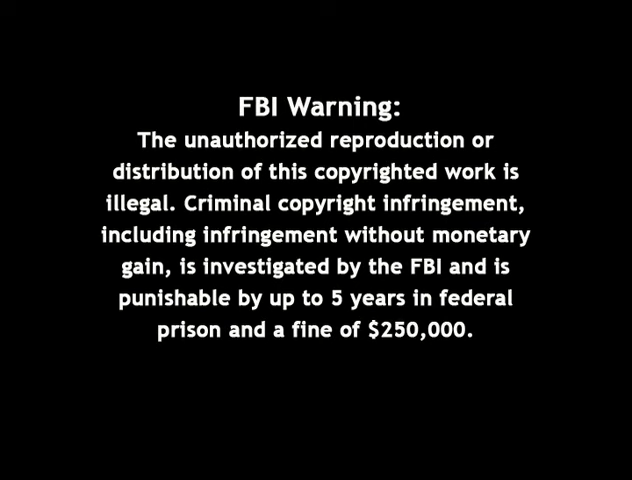 FBI Warning:
The unauthorized reproduction or
distribution of this copyrighted work is
illegal. Criminal copyright infringement,
including infringement without monetary
gain, is investigated by the FBI and is
punishable by up to 5 years in federal
prison and a fine of $250,000.